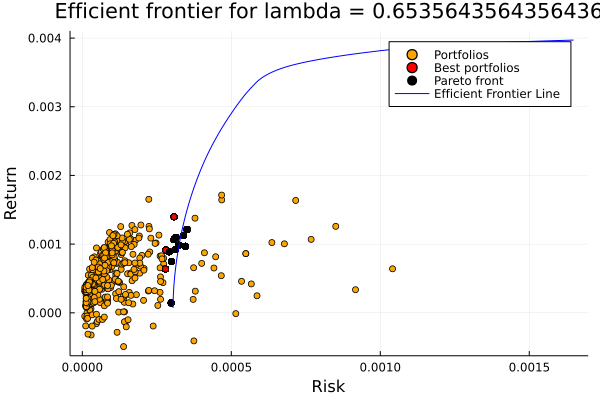 Efficient frontier for lambda = 0.6535643564356436
0.004
0.003
0.002
0.001
0.000
Return
Portfolios
Best portfolios
Pareto front
Efficient Frontier Line
0.0000
0.0005
0.0010
0.0015
Risk